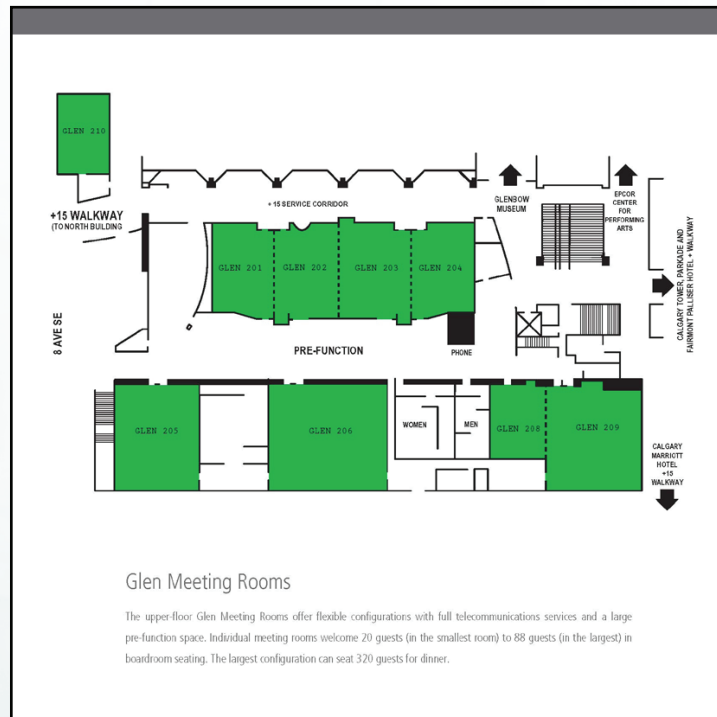 GLEN 210
+15 WALKWAY
(TO NORTH BUILDING
+ 15 SERVICE CORRIDOR
GLENBOW
MUSEUM
EPCOR
CENTER
FOR
PERFORMING
ARTS
GLEN 201
GLEN 202
GLEN 203
GLEN 204
CALGARY TOWER, PARKADE AND
FAIRMONT PALLISER HOTEL + WALKWAY
8 AVE SE
PRE-FUNCTION
PHONE
GLEN 205
GLEN 206
WOMEN
MEN
GLEN 208
GLEN 209
CALGARY
MARRIOTT
HOTEL
+15
WALKWAY
Glen Meeting Rooms
The upper-floor Glen Meeting Rooms offer flexible configurations with full telecommunications services and a large
pre-function space. Individual meeting rooms welcome 20 guests (in the smallest room) to 88 guests (in the largest) in
boardroom seating. The largest configuration can seat 320 guests for dinner.